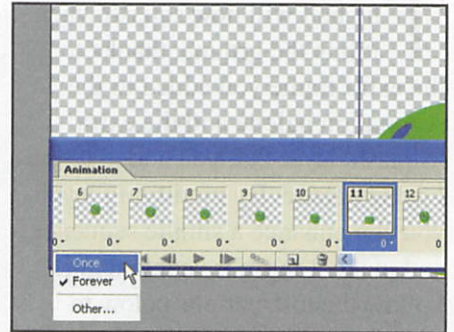 Animation
6 7 8 9 10 11 12
0 0 0 0 0 0 0
Once
Forever
Other...